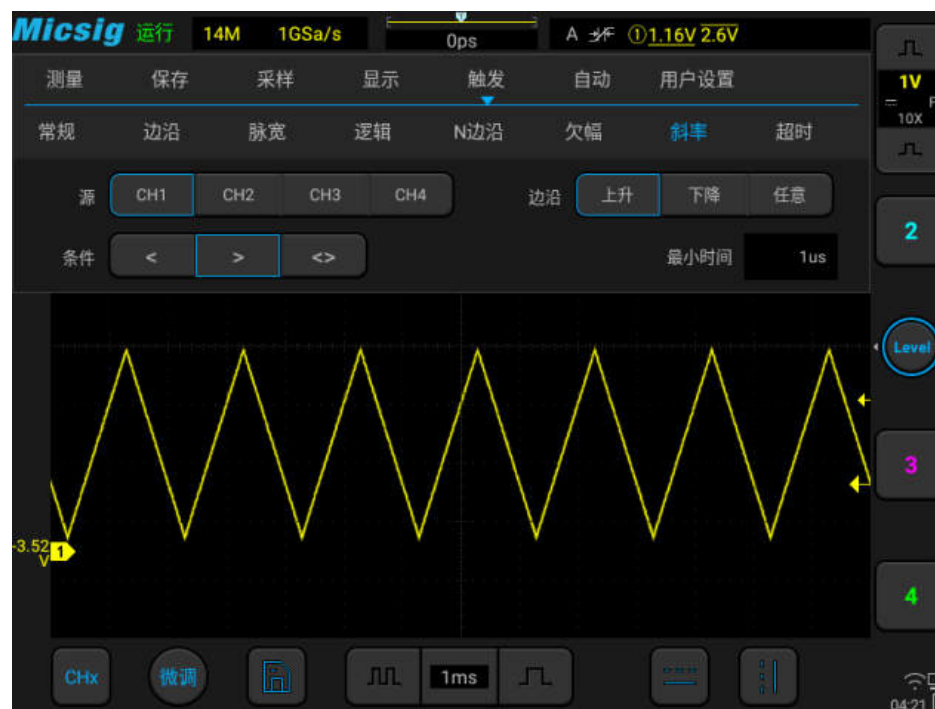 Micsig 运行 14M 1GSa/s 0ps A ①1.16V 2.6V
测量 保存 采样 显示 触发 自动 用户设置
常规 边沿 脉宽 逻辑 N边沿 欠幅 斜率 超时
源 CH1 CH2 CH3 CH4 边沿 上升 下降 任意
条件 < > <> 最小时间 1us
1V
10X
2
Level
3
4
-3.52
V
1
CHx 微调 1ms
04:21